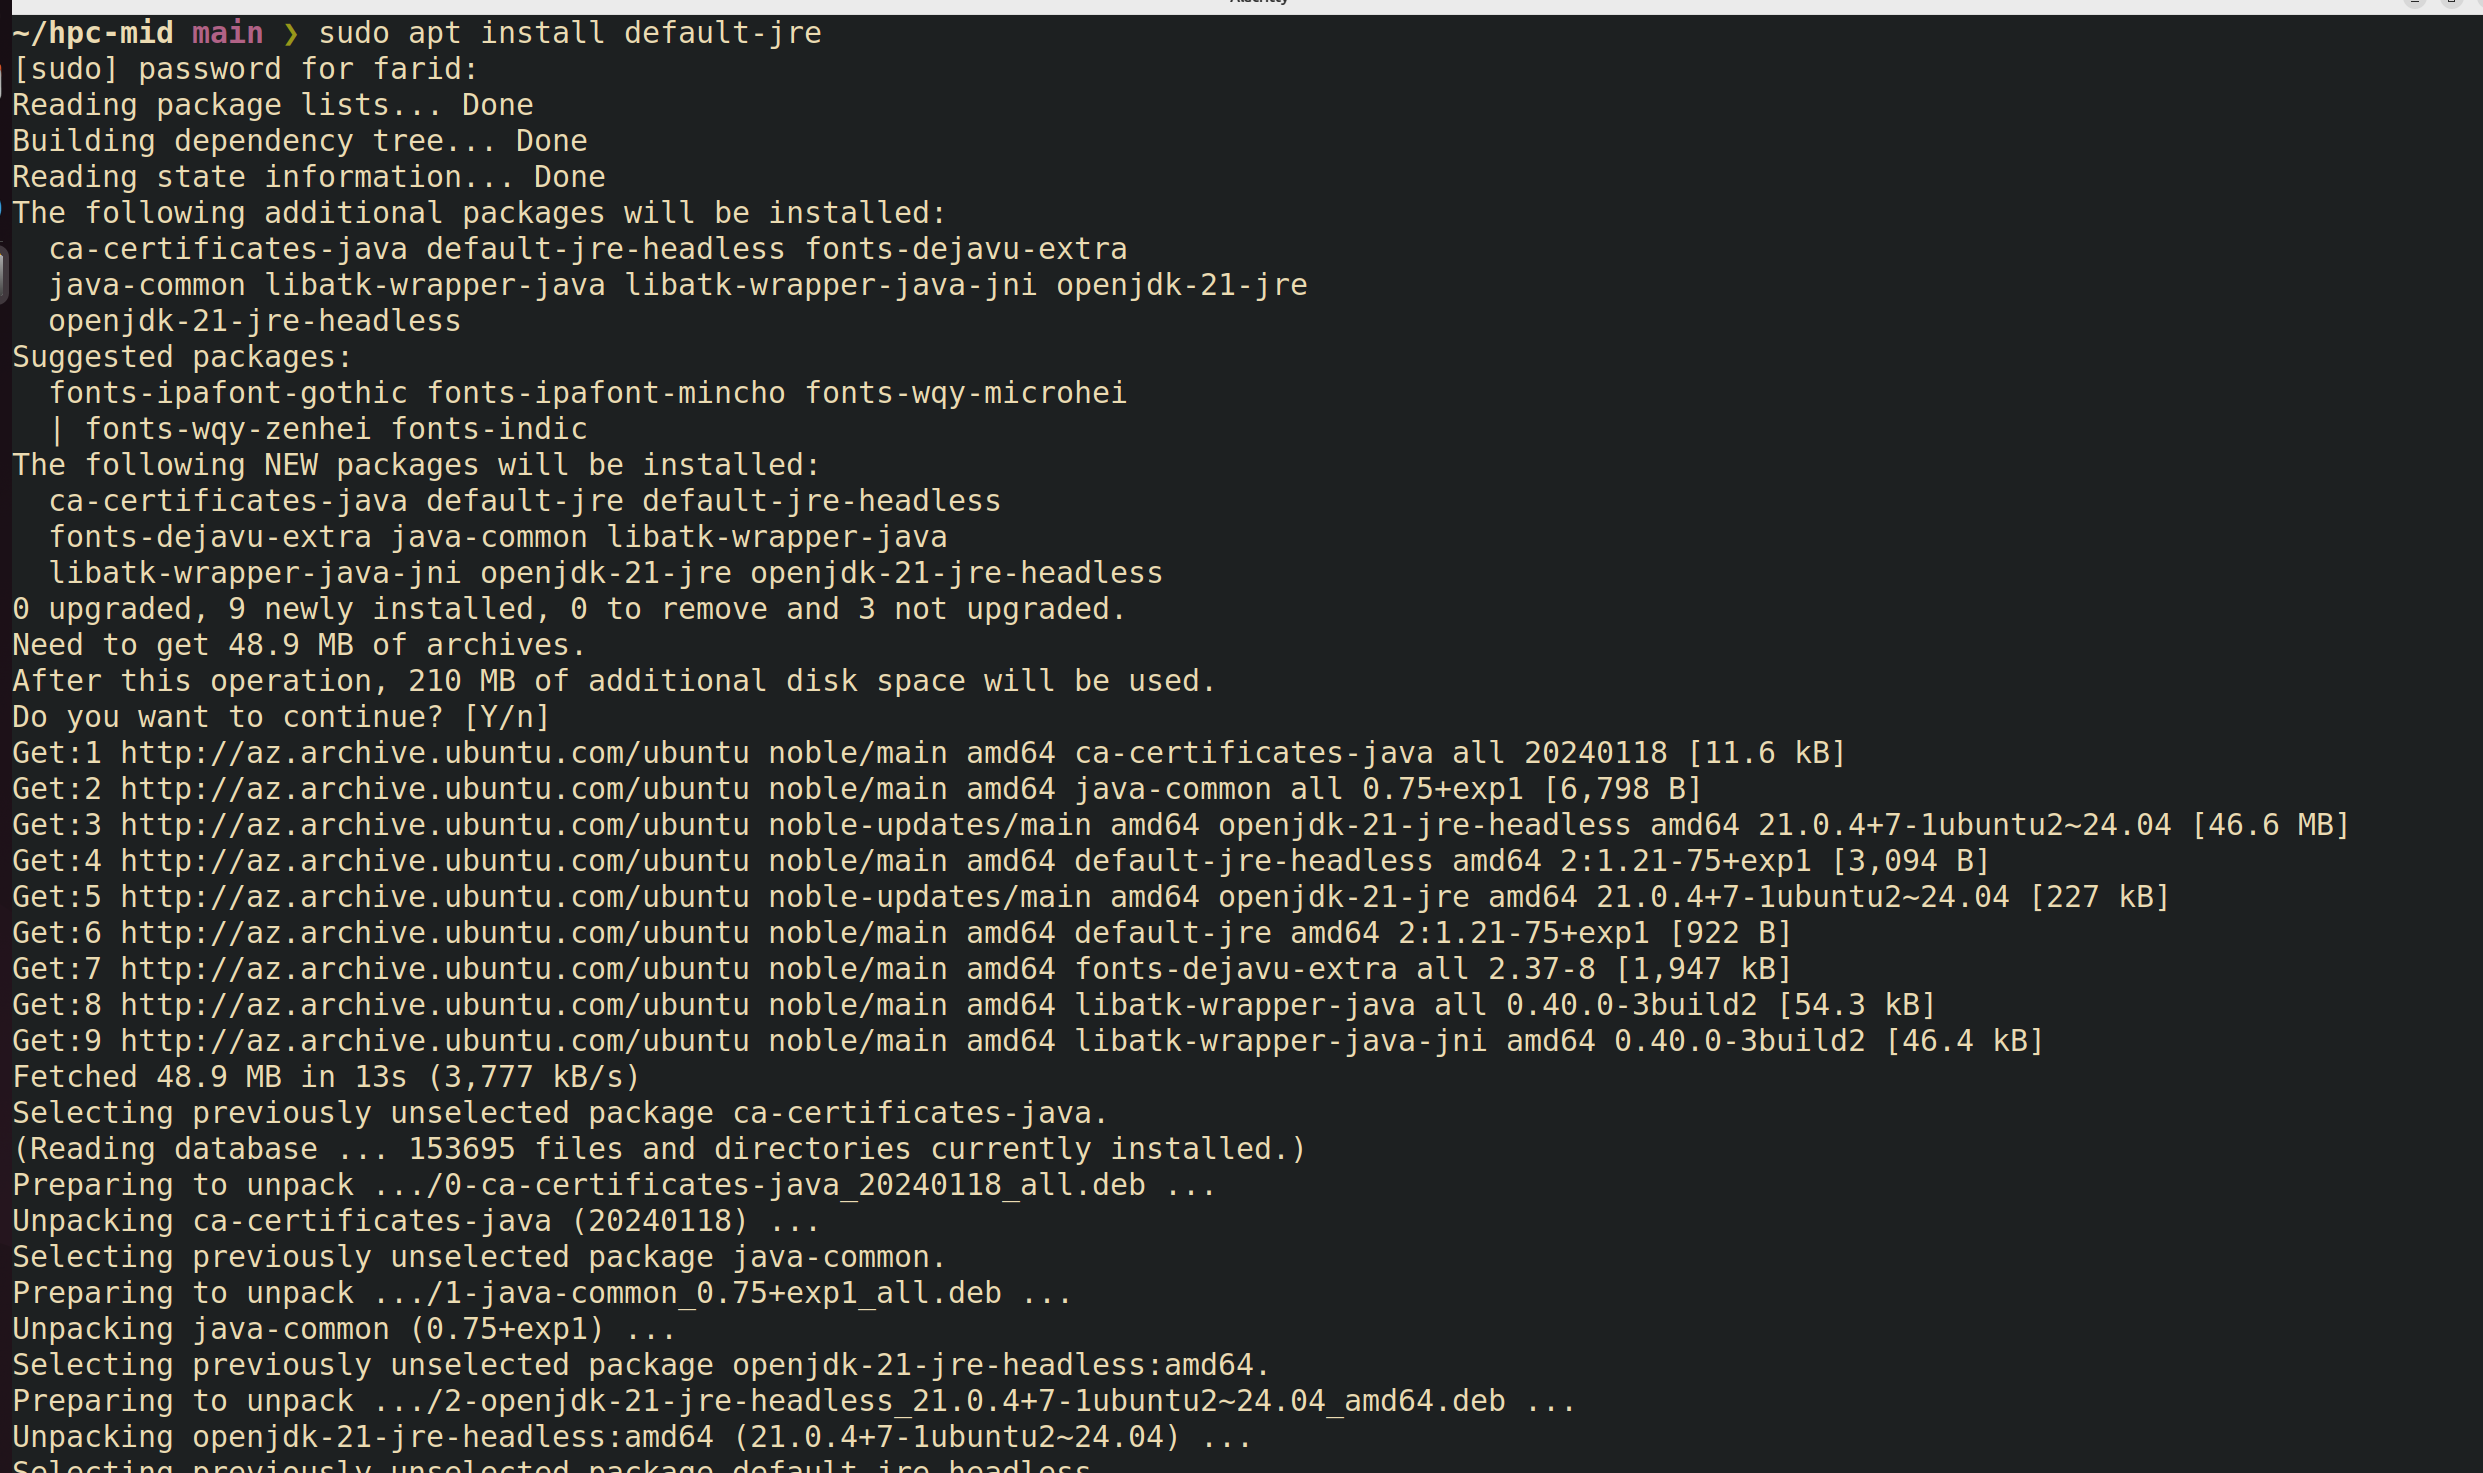 Alacritty
~/hpc-mid main ❯ sudo apt install default-jre
[sudo] password for farid:
Reading package lists... Done
Building dependency tree... Done
Reading state information... Done
The following additional packages will be installed:
  ca-certificates-java default-jre-headless fonts-dejavu-extra
  java-common libatk-wrapper-java libatk-wrapper-java-jni openjdk-21-jre
  openjdk-21-jre-headless
Suggested packages:
  fonts-ipafont-gothic fonts-ipafont-mincho fonts-wqy-microhei
  | fonts-wqy-zenhei fonts-indic
The following NEW packages will be installed:
  ca-certificates-java default-jre default-jre-headless
  fonts-dejavu-extra java-common libatk-wrapper-java
  libatk-wrapper-java-jni openjdk-21-jre openjdk-21-jre-headless
0 upgraded, 9 newly installed, 0 to remove and 3 not upgraded.
Need to get 48.9 MB of archives.
After this operation, 210 MB of additional disk space will be used.
Do you want to continue? [Y/n]
Get:1 http://az.archive.ubuntu.com/ubuntu noble/main amd64 ca-certificates-java all 20240118 [11.6 kB]
Get:2 http://az.archive.ubuntu.com/ubuntu noble/main amd64 java-common all 0.75+exp1 [6,798 B]
Get:3 http://az.archive.ubuntu.com/ubuntu noble-updates/main amd64 openjdk-21-jre-headless amd64 21.0.4+7-1ubuntu2~24.04 [46.6 MB]
Get:4 http://az.archive.ubuntu.com/ubuntu noble/main amd64 default-jre-headless amd64 2:1.21-75+exp1 [3,094 B]
Get:5 http://az.archive.ubuntu.com/ubuntu noble-updates/main amd64 openjdk-21-jre amd64 21.0.4+7-1ubuntu2~24.04 [227 kB]
Get:6 http://az.archive.ubuntu.com/ubuntu noble/main amd64 default-jre amd64 2:1.21-75+exp1 [922 B]
Get:7 http://az.archive.ubuntu.com/ubuntu noble/main amd64 fonts-dejavu-extra all 2.37-8 [1,947 kB]
Get:8 http://az.archive.ubuntu.com/ubuntu noble/main amd64 libatk-wrapper-java all 0.40.0-3build2 [54.3 kB]
Get:9 http://az.archive.ubuntu.com/ubuntu noble/main amd64 libatk-wrapper-java-jni amd64 0.40.0-3build2 [46.4 kB]
Fetched 48.9 MB in 13s (3,777 kB/s)
Selecting previously unselected package ca-certificates-java.
(Reading database ... 153695 files and directories currently installed.)
Preparing to unpack .../0-ca-certificates-java_20240118_all.deb ...
Unpacking ca-certificates-java (20240118) ...
Selecting previously unselected package java-common.
Preparing to unpack .../1-java-common_0.75+exp1_all.deb ...
Unpacking java-common (0.75+exp1) ...
Selecting previously unselected package openjdk-21-jre-headless:amd64.
Preparing to unpack .../2-openjdk-21-jre-headless_21.0.4+7-1ubuntu2~24.04_amd64.deb ...
Unpacking openjdk-21-jre-headless:amd64 (21.0.4+7-1ubuntu2~24.04) ...
Selecting previously unselected package default-jre-headless